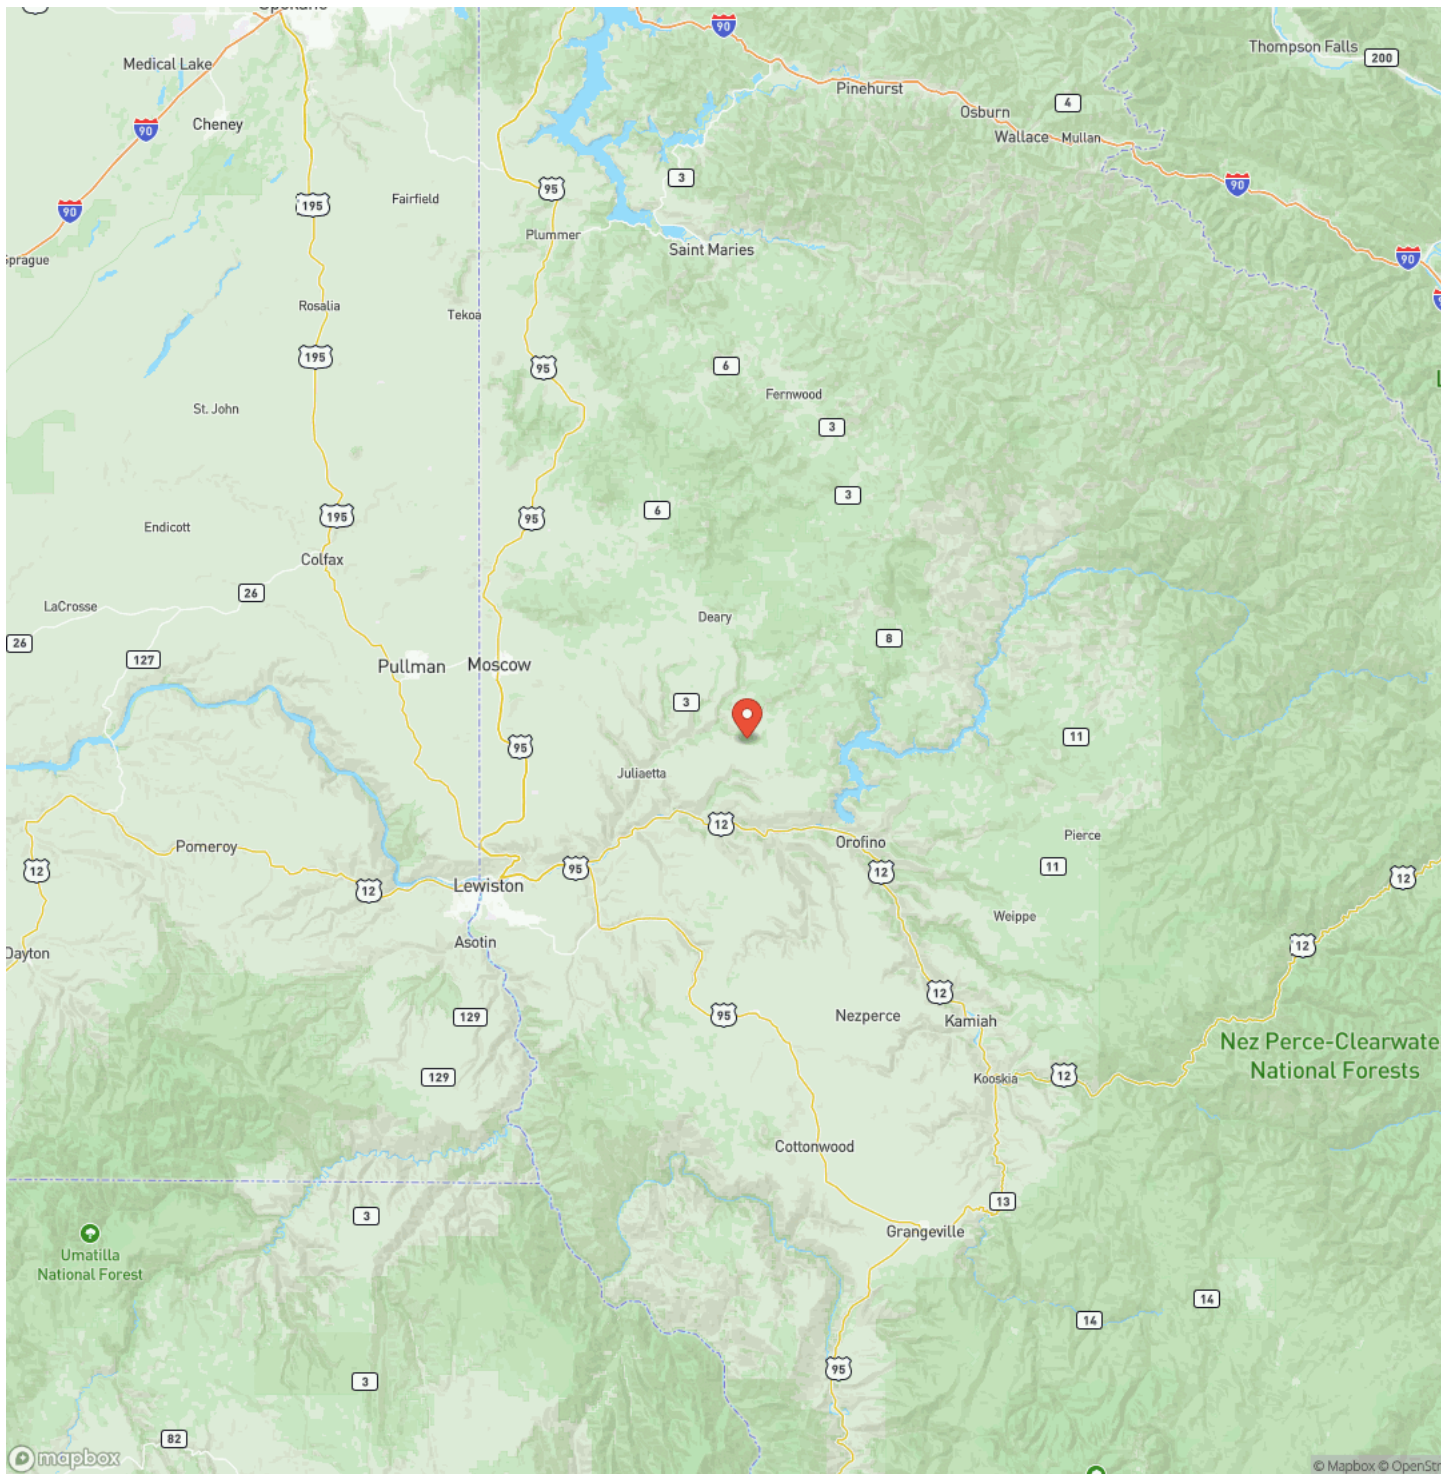 Spokane
90
Thompson Falls
200
Medical Lake
Pinehurst
4
Osburn
Cheney
90
Wallace
Mullan
3
95
90
Fairfield
195
90
Plummer
Saint Maries
Sprague
90
Rosalia
Tekoa
195
6
95
Fernwood
St. John
3
3
6
195
95
Endicott
Colfax
26
LaCrosse
Deary
26
8
127
Pullman
Moscow
3
11
95
Juliaetta
12
Pierce
Orofino
Pomeroy
12
95
11
12
12
12
Lewiston
Weippe
Asotin
12
Dayton
12
129
95
Nezperce
Kamiah
Nez Perce-Clearwate
National Forests
129
Kooskia
12
Cottonwood
13
3
Grangeville
Umatilla
National Forest
14
14
95
3
82
mapbox
© Mapbox © OpenStr